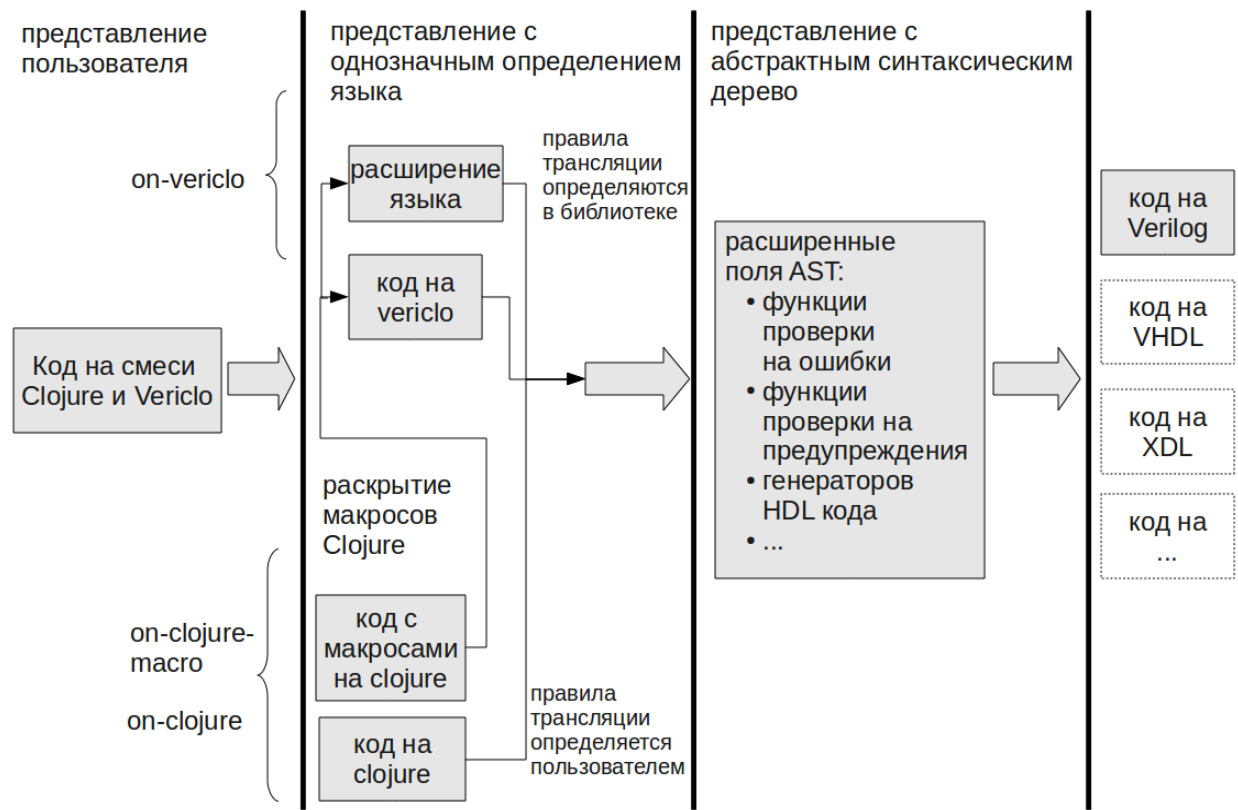 представление
пользователя
on-vericlo
Код на смеси
Clojure и Vericlo
on-clojure-
macro
on-clojure
представление с
однозначным определением
языка
расширение
языка
код на
vericlo
правила
трансляции
определяются
в библиотеке
раскрытие
макросов
Clojure
код с
макросами
на clojure
код на
clojure
правила
трансляции
определяется
пользователем
представление с
абстрактным синтаксическим
дерево
расширенные
поля AST:
• функции
проверки
на ошибки
• функции
проверки на
предупреждения
• генераторов
HDL кода
• ...
код на
Verilog
код на
VHDL
код на
XDL
код на
...